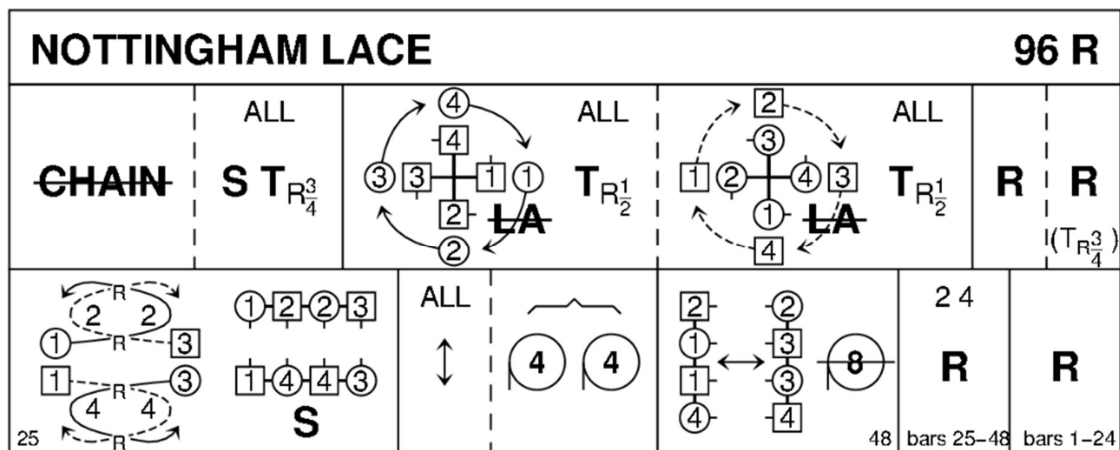 NOTTINGHAM LACE 96 R
ALL ALL ALL
4 2
4 3
CHAIN S T R 3/4 3 3 1 1 T R 1/2 1 2 4 3 T R 1/2 R R
2 LA 1 LA
2 4 (T R 3/4)
R ALL 2 4
2 2 1 2 2 3 2 2
1 R 3 1 3
4 4 8 R R
1 R 3 1 4 4 3 1 3
4 4 S 4 4
25 R 48 bars 25-48 bars 1-24